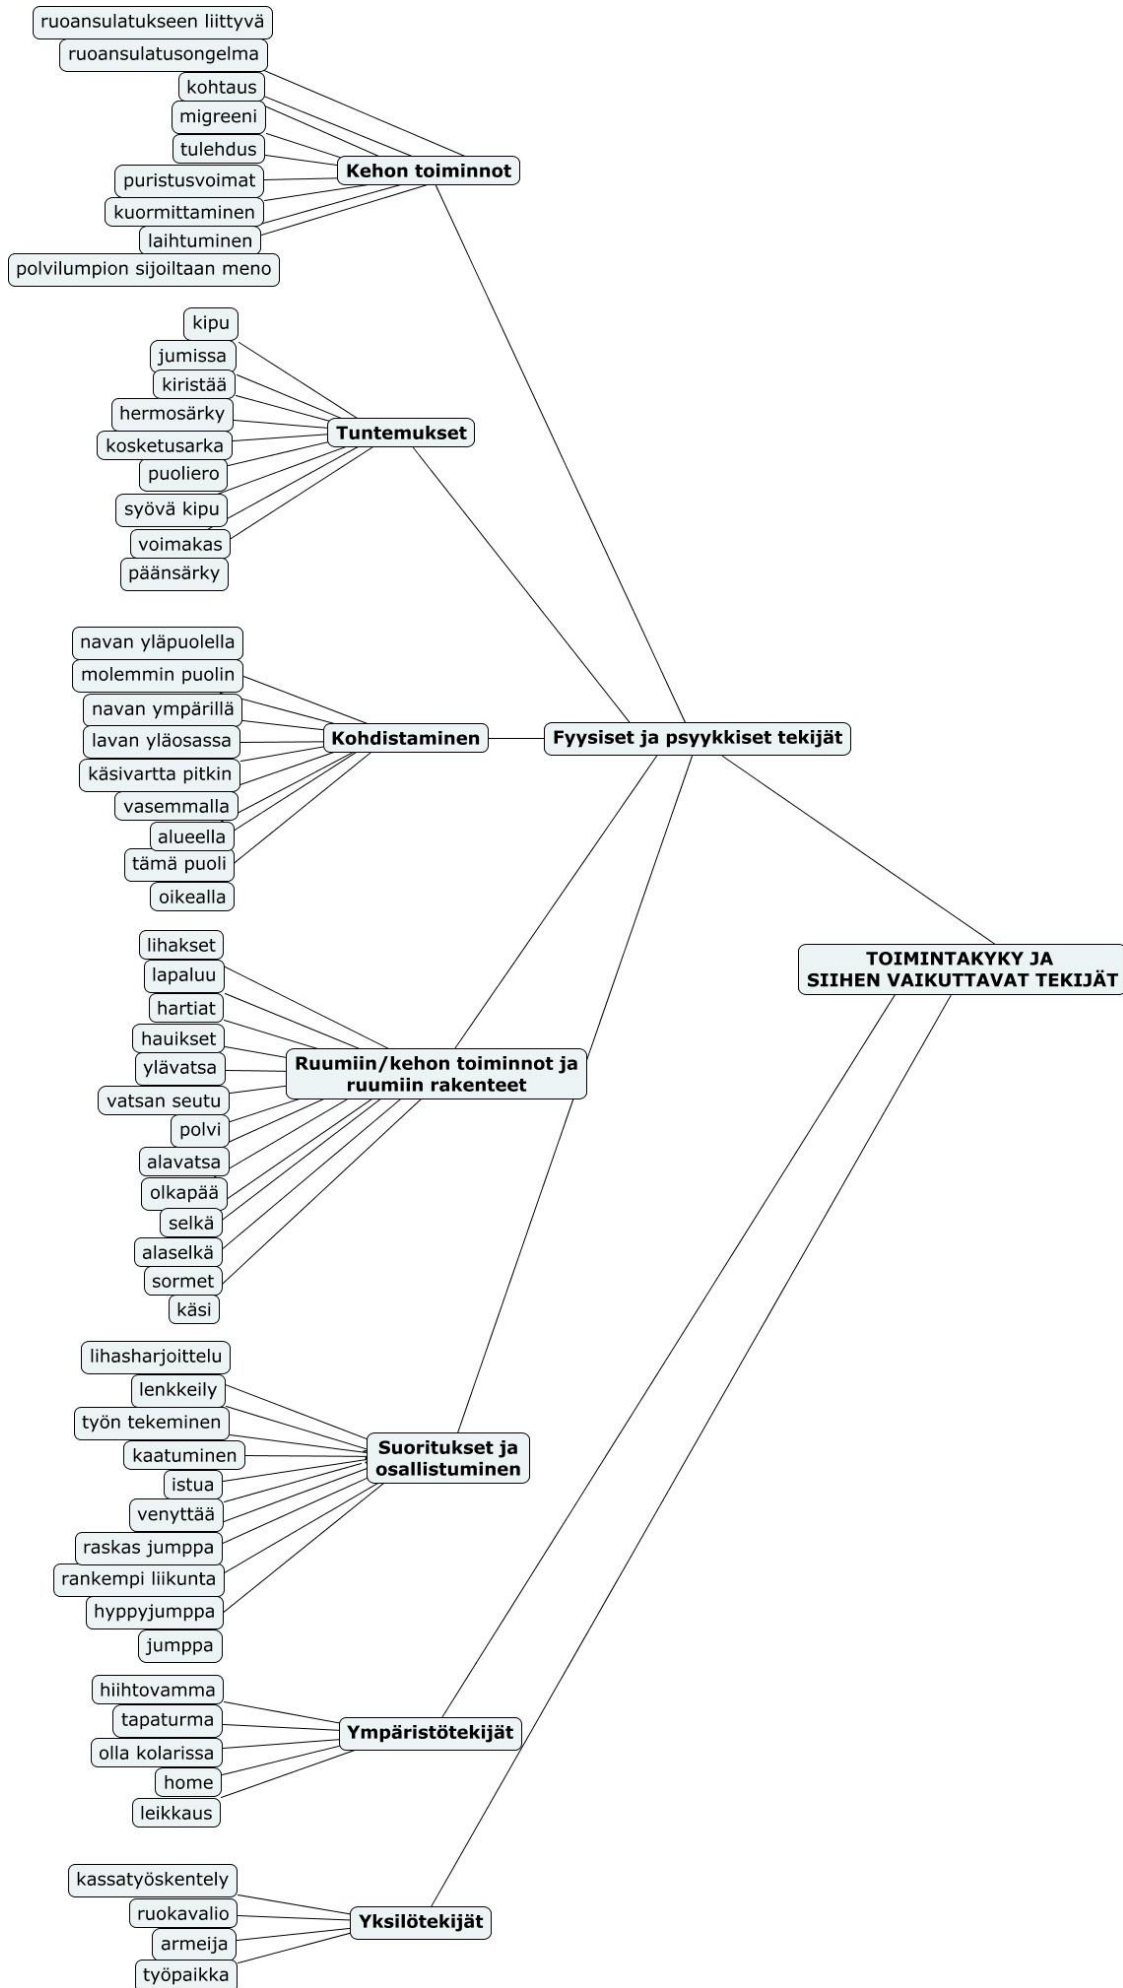 ruoansulatukseen liittyvä
ruoansulatusongelma
kohtaus
migreeni
tulehdus
puristusvoimat
kuormittaminen
laihtuminen
polvilumpion sijoiltaan meno
Kehon toiminnot
kipu
jumissa
kiristää
hermosärky
kosketusarka
puoliero
syövä kipu
voimakas
päänsärky
Tuntemukset
navan yläpuolella
molemmin puolin
navan ympärillä
lavan yläosassa
käsivartta pitkin
vasemmalla
alueella
tämä puoli
oikealla
Kohdistaminen
Fyysiset ja psyykkiset tekijät
lihakset
lapaluu
hartiat
hauikset
ylävatsa
vatsan seutu
polvi
alavatsa
olkapää
selkä
alaselkä
sormet
käsi
Ruumiin/kehon toiminnot ja
ruumiin rakenteet
TOIMINTAKYKY JA
SIIHEN VAIKUTTAVAT TEKIJÄT
lihasharjoittelu
lenkkeily
työn tekeminen
kaatuminen
istua
venyttää
raskas jumppa
rankempi liikunta
hyppyjumppa
jumppa
Suoritukset ja
osallistuminen
hiihtovamma
tapaturma
olla kolarissa
home
leikkaus
Ympäristötekijät
kassatyöskentely
ruokavalio
armeija
työpaikka
Yksilötekijät